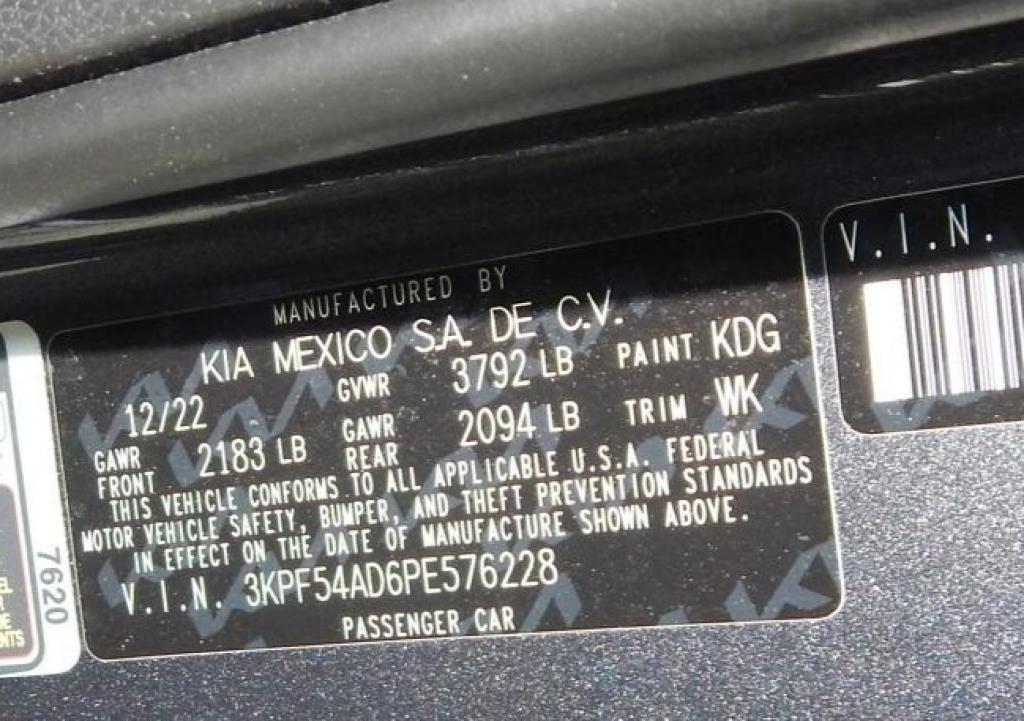 MANUFACTURED BY
KIA MEXICO S.A. DE C.V.
12/22 GVWR 3792 LB PAINT KDG
GAWR FRONT 2183 LB GAWR REAR 2094 LB TRIM WK
THIS VEHICLE CONFORMS TO ALL APPLICABLE U.S.A. FEDERAL
MOTOR VEHICLE SAFETY, BUMPER, AND THEFT PREVENTION STANDARDS
IN EFFECT ON THE DATE OF MANUFACTURE SHOWN ABOVE.
V.I.N. 3KPF54AD6PE576228
PASSENGER CAR
V.I.N.
7620